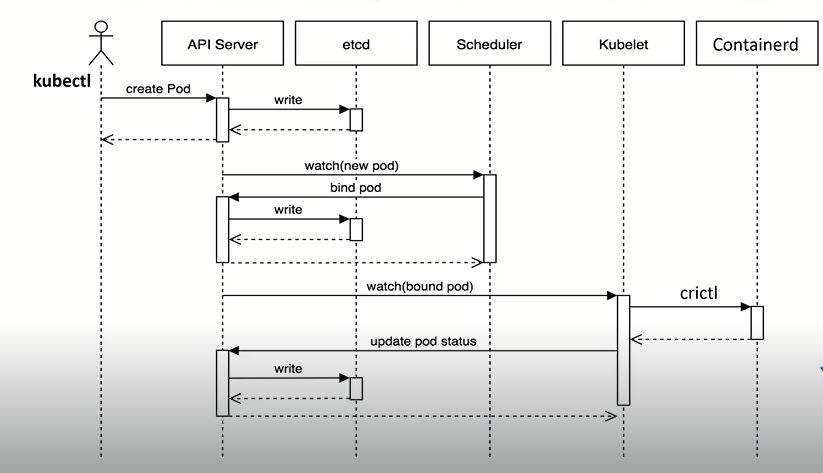 API Server
etcd
Scheduler
Kubelet
Containerd
kubectl
create Pod
write
watch(new pod)
bind pod
write
watch(bound pod)
crictl
update pod status
write